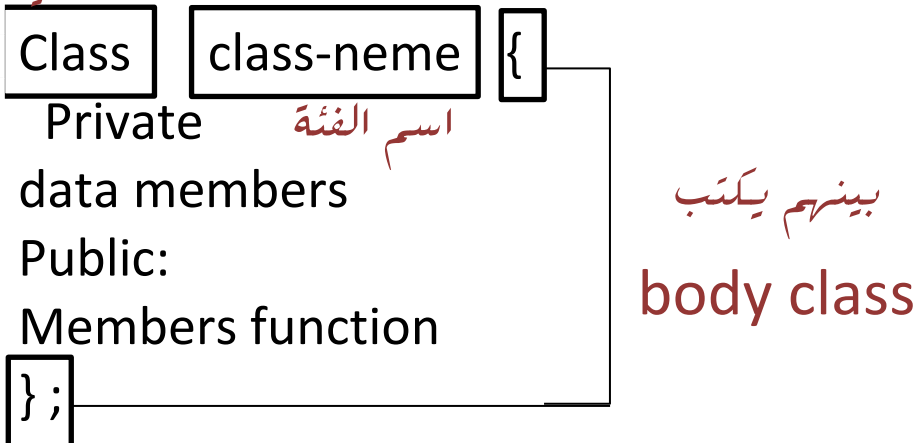 Class class-neme {
Private اسم الفئة
data members
Public:
Members function
} ;
بينهم يكتب
body class